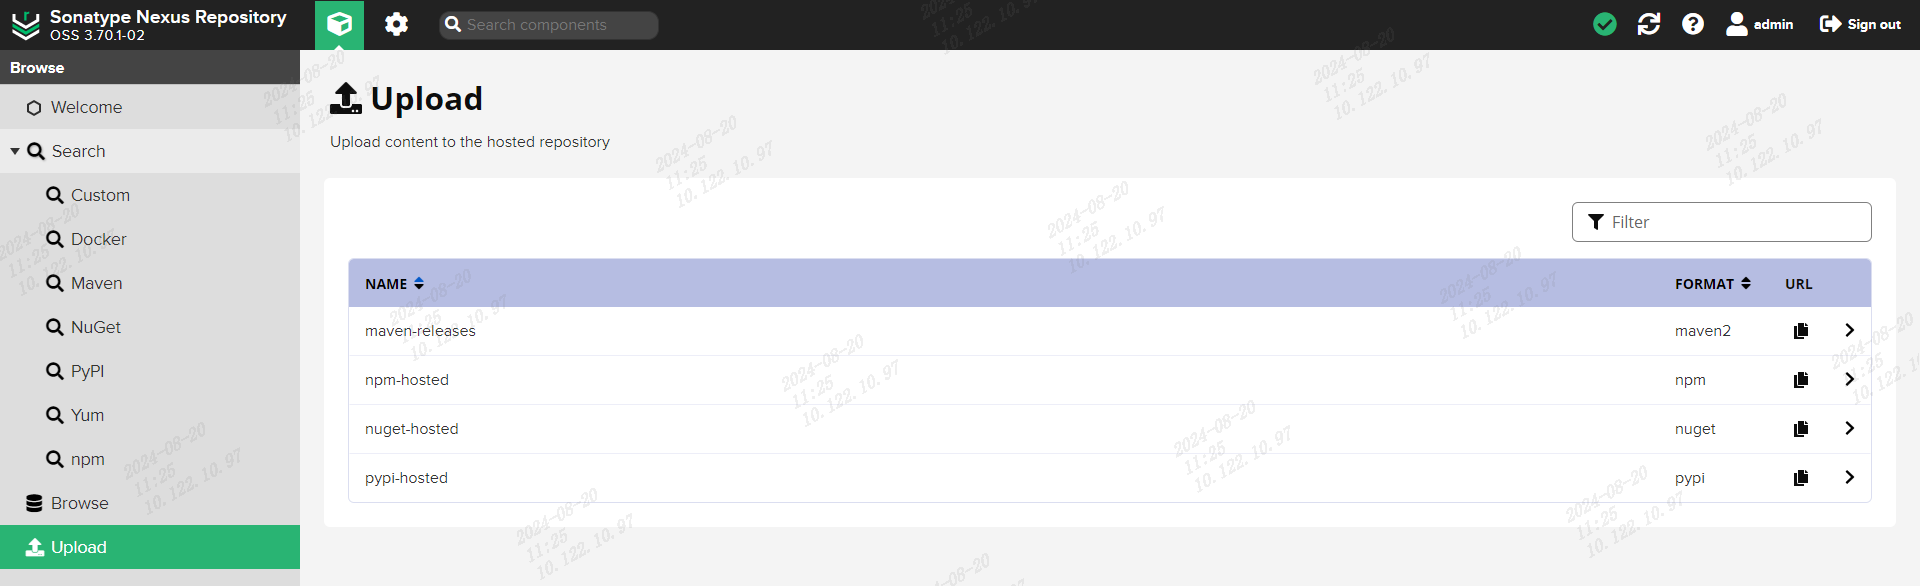 Sonatype Nexus Repository
OSS 3.70.1-02
Search components
admin
Sign out
Browse
Welcome
Search
Custom
Docker
Maven
NuGet
PyPI
Yum
npm
Browse
Upload
Upload
Upload content to the hosted repository
Filter
NAME FORMAT URL
maven-releases maven2
npm-hosted npm
nuget-hosted nuget
pypi-hosted pypi
2024-08-20
11:25
10.122.10.97